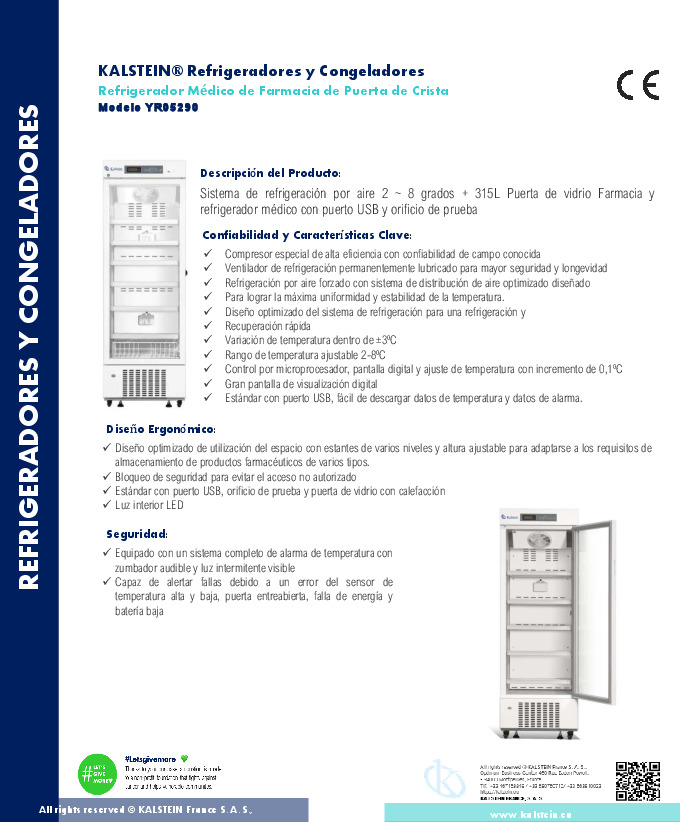 REFRIGERADORES Y CONGELADORES
KALSTEIN® Refrigeradores y Congeladores
Refrigerador Médico de Farmacia de Puerta de Crista
Modelo YR05290
CE
Descripción del Producto:
Sistema de refrigeración por aire 2 ~ 8 grados + 315L Puerta de vidrio Farmacia y
refrigerador médico con puerto USB y orificio de prueba
Confiabilidad y Características Clave:
✓ Compresor especial de alta eficiencia con confiabilidad de campo conocida
✓ Ventilador de refrigeración permanentemente lubricado para mayor seguridad y longevidad
✓ Refrigeración por aire forzado con sistema de distribución de aire optimizado diseñado
✓ Para lograr la máxima uniformidad y estabilidad de la temperatura.
✓ Diseño optimizado del sistema de refrigeración para una refrigeración y
✓ Recuperación rápida
✓ Variación de temperatura dentro de ±3ºC
✓ Rango de temperatura ajustable 2-8ºC
✓ Control por microprocesador, pantalla digital y ajuste de temperatura con incremento de 0,1ºC
✓ Gran pantalla de visualización digital
✓ Estándar con puerto USB, fácil de descargar datos de temperatura y datos de alarma.
Diseño Ergonómico:
✓ Diseño optimizado de utilización del espacio con estantes de varios niveles y altura ajustable para adaptarse a los requisitos de
almacenamiento de productos farmacéuticos de varios tipos.
✓ Bloqueo de seguridad para evitar el acceso no autorizado
✓ Estándar con puerto USB, orificio de prueba y puerta de vidrio con calefacción
✓ Luz interior LED
Seguridad:
✓ Equipado con un sistema completo de alarma de temperatura con
zumbador audible y luz intermitente visible
✓ Capaz de alertar fallas debido a un error del sensor de
temperatura alta y baja, puerta entreabierta, falla de energía y
batería baja
# LET'S
GIVE
MORE
#Letsgivemore
All rights reserved ©KALSTEIN France S.A.S.,
KALSTEIN FRANCE, S.A.S
All rights reserved © KALSTEIN France S.A.S.,
www.kalstein.eu